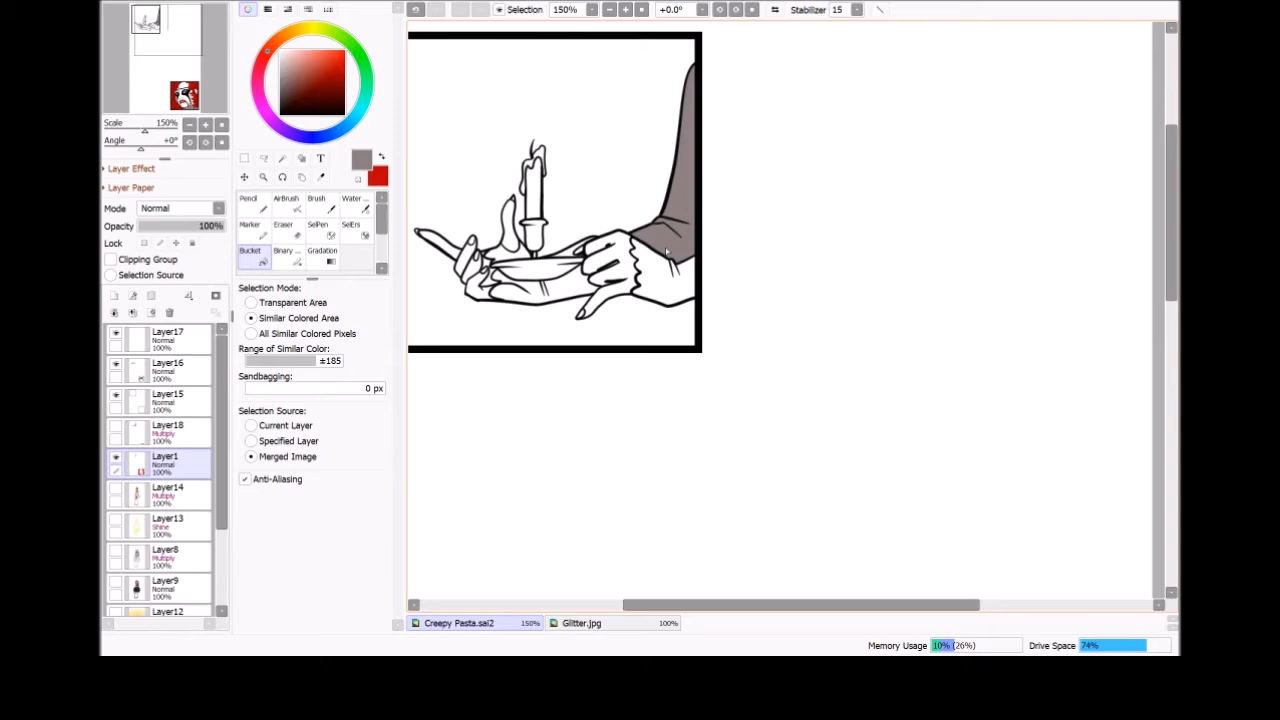 Selection 150% +0.0° Stabilizer 15
Scale 150%
Angle +0°
Layer Effect
Layer Paper
Mode Normal
Opacity 100%
Lock
Clipping Group
Selection Source
Layer17
Normal
100%
Layer16
Normal
100%
Layer15
Normal
100%
Layer18
Multiply
100%
Layer1
Normal
100%
Layer14
Multiply
100%
Layer13
Shine
100%
Layer8
Multiply
100%
Layer9
Normal
100%
Layer12
T
Pencil AirBrush Brush Water ...
Marker Eraser SelPen SelErs
Bucket Binary ... Gradation
Selection Mode:
Transparent Area
Similar Colored Area
All Similar Colored Pixels
Range of Similar Color:
±185
Sandbagging:
0 px
Selection Source:
Current Layer
Specified Layer
Merged Image
Anti-Aliasing
Creepy Pasta.sai2 150% Glitter.jpg 100%
Memory Usage 10% (26%) Drive Space 74%